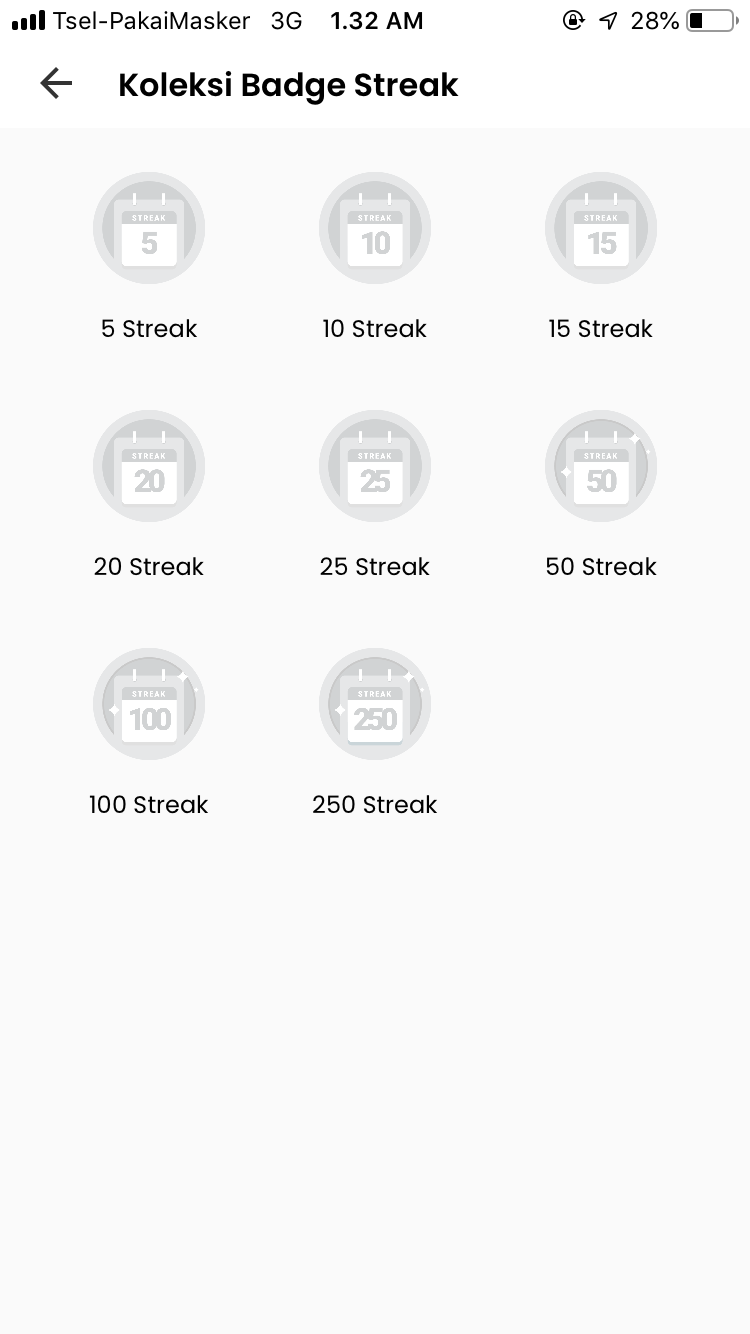 Tsel-PakaiMasker 3G 1.32 AM 28%
Koleksi Badge Streak
STREAK STREAK STREAK
5 10 15
5 Streak 10 Streak 15 Streak
STREAK STREAK STREAK
20 25 50
20 Streak 25 Streak 50 Streak
STREAK STREAK
100 250
100 Streak 250 Streak